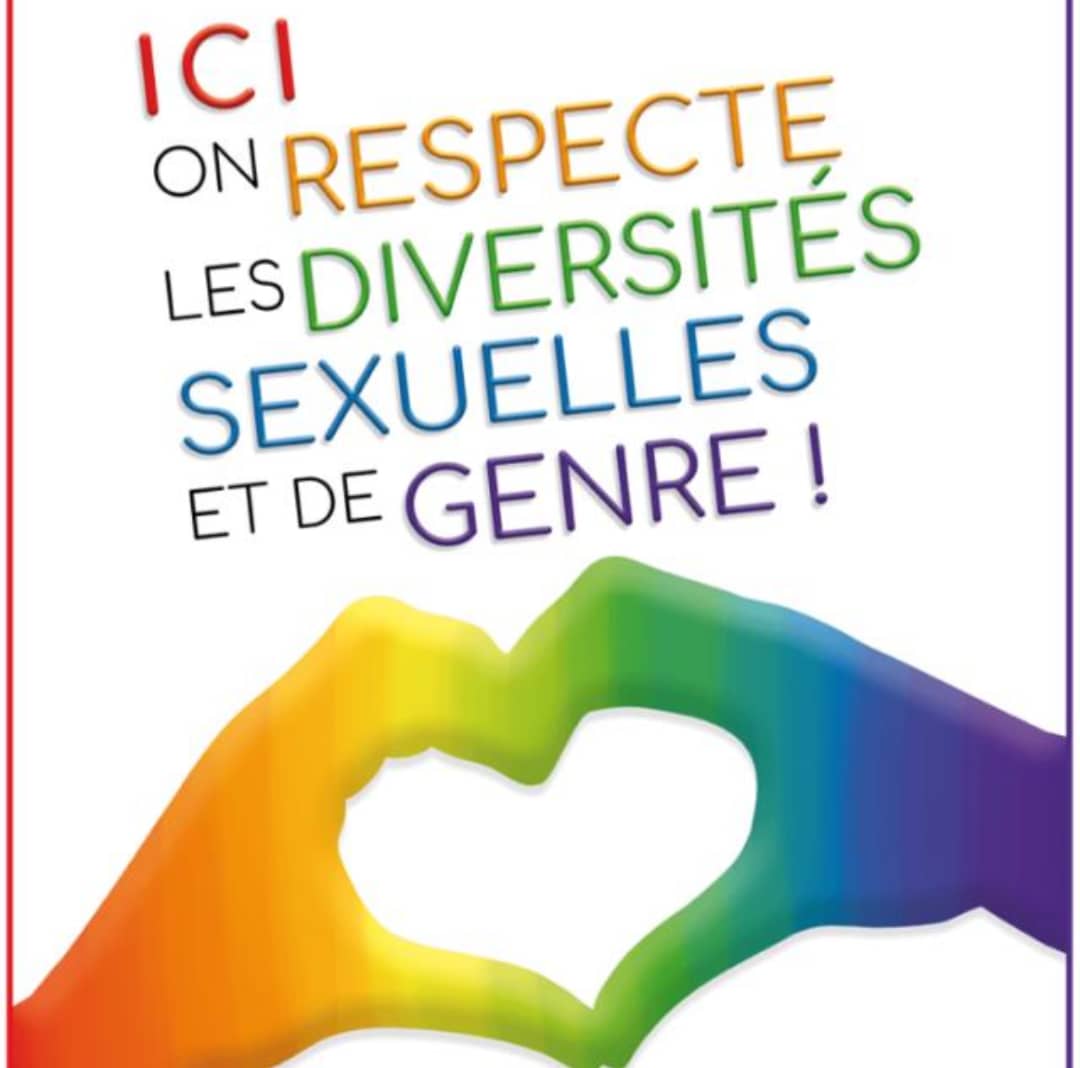 ICI
ON RESPECTE
LES DIVERSITÉS
SEXUELLES
ET DE GENRE !